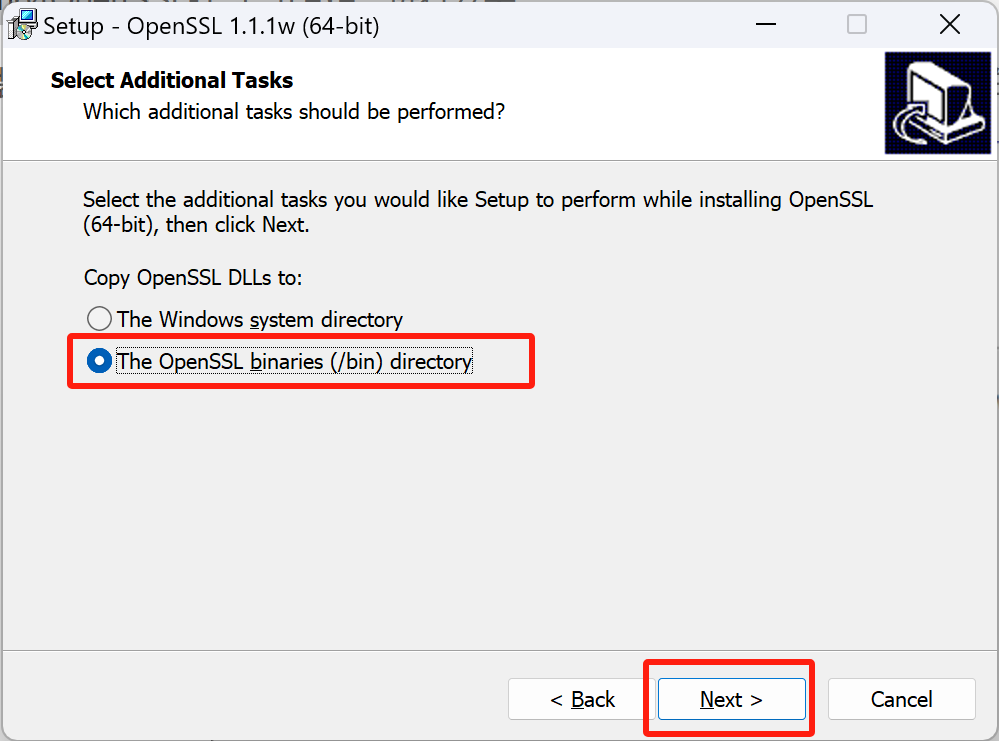 Setup - OpenSSL 1.1.1w (64-bit)
Select Additional Tasks
Which additional tasks should be performed?
Select the additional tasks you would like Setup to perform while installing OpenSSL
(64-bit), then click Next.
Copy OpenSSL DLLs to:
The Windows system directory
The OpenSSL binaries (/bin) directory
< Back Next > Cancel